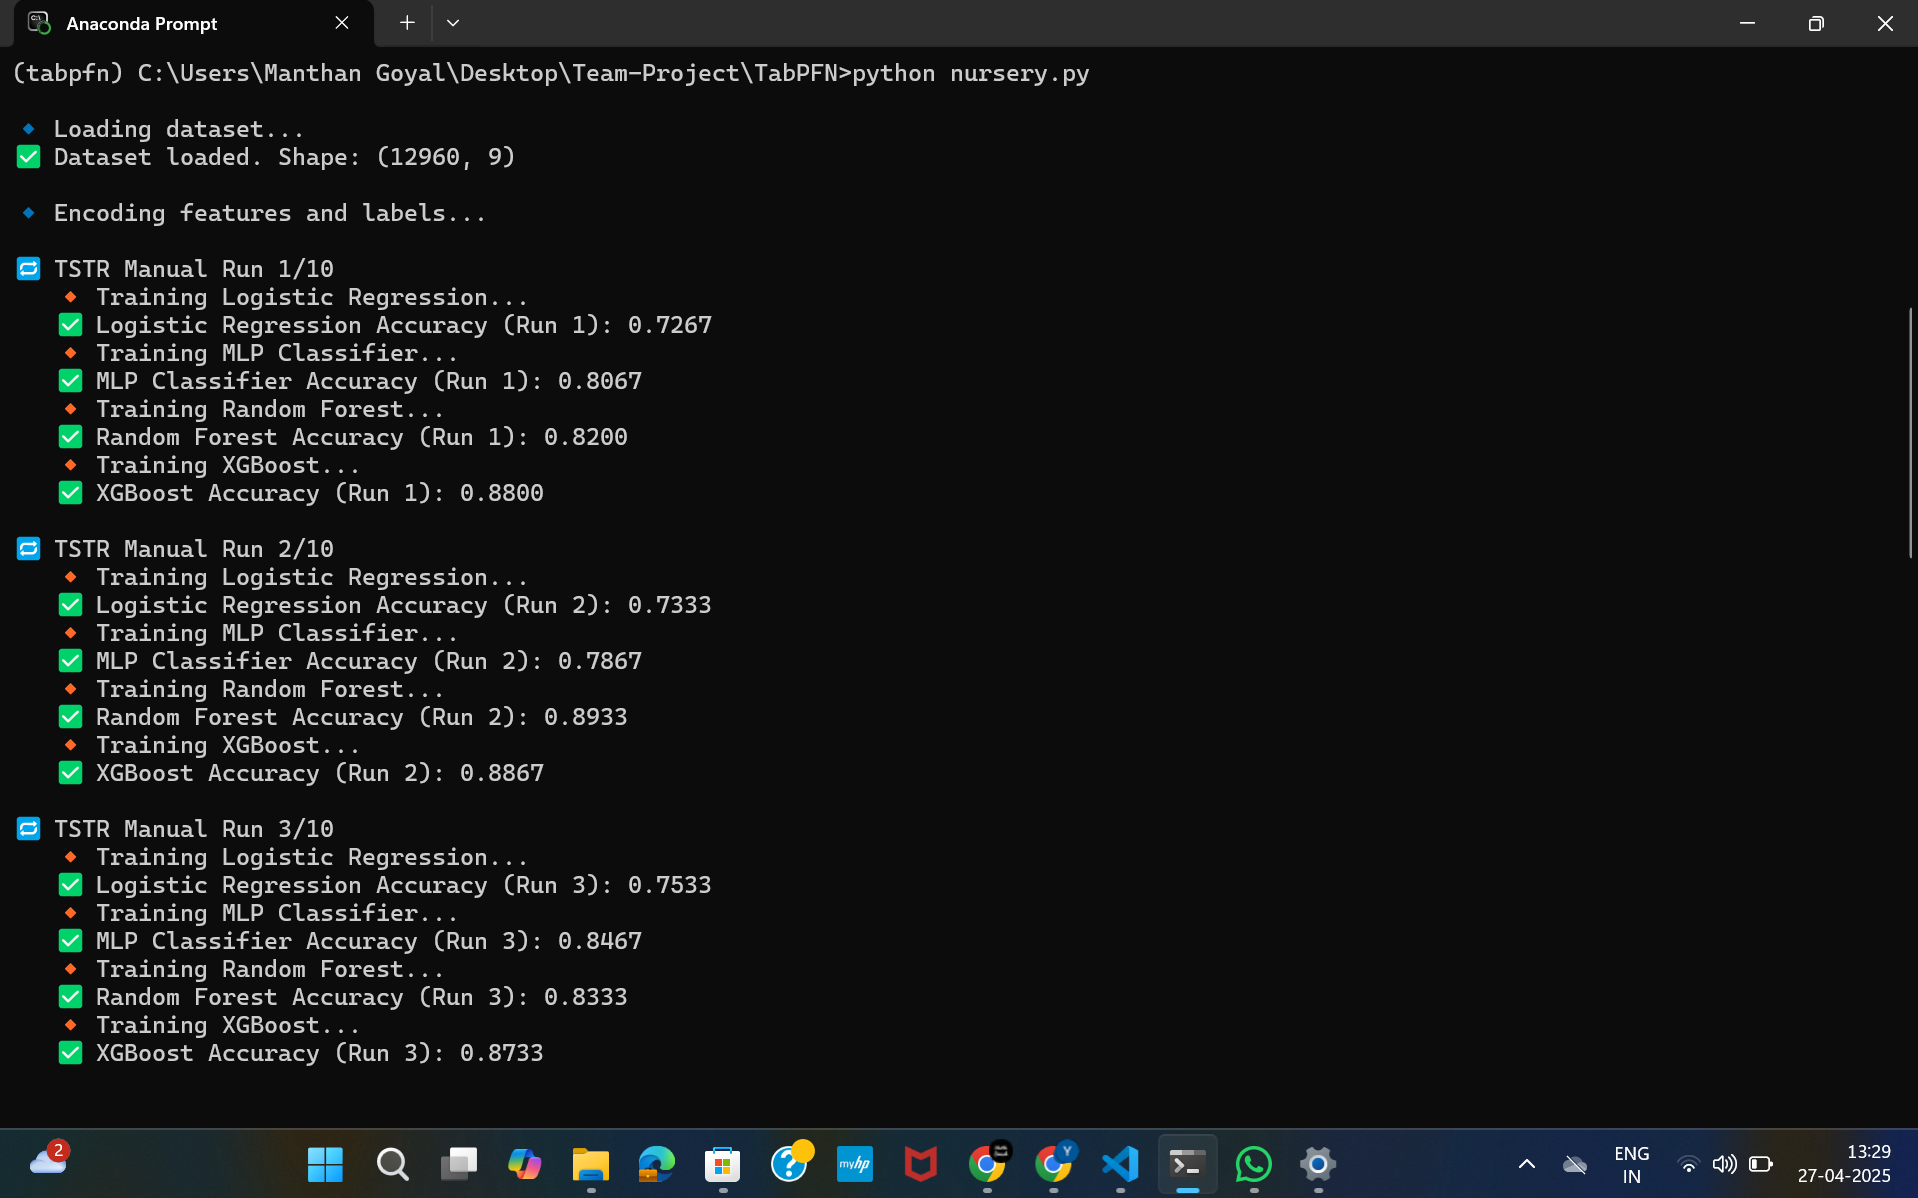 Anaconda Prompt
(tabpfn) C:\Users\Manthan Goyal\Desktop\Team-Project\TabPFN>python nursery.py
Loading dataset...
Dataset loaded. Shape: (12960, 9)
Encoding features and labels...
TSTR Manual Run 1/10
Training Logistic Regression...
Logistic Regression Accuracy (Run 1): 0.7267
Training MLP Classifier...
MLP Classifier Accuracy (Run 1): 0.8067
Training Random Forest...
Random Forest Accuracy (Run 1): 0.8200
Training XGBoost...
XGBoost Accuracy (Run 1): 0.8800
TSTR Manual Run 2/10
Training Logistic Regression...
Logistic Regression Accuracy (Run 2): 0.7333
Training MLP Classifier...
MLP Classifier Accuracy (Run 2): 0.7867
Training Random Forest...
Random Forest Accuracy (Run 2): 0.8933
Training XGBoost...
XGBoost Accuracy (Run 2): 0.8867
TSTR Manual Run 3/10
Training Logistic Regression...
Logistic Regression Accuracy (Run 3): 0.7533
Training MLP Classifier...
MLP Classifier Accuracy (Run 3): 0.8467
Training Random Forest...
Random Forest Accuracy (Run 3): 0.8333
Training XGBoost...
XGBoost Accuracy (Run 3): 0.8733
2
myhp
Y
ENG
IN
13:29
27-04-2025